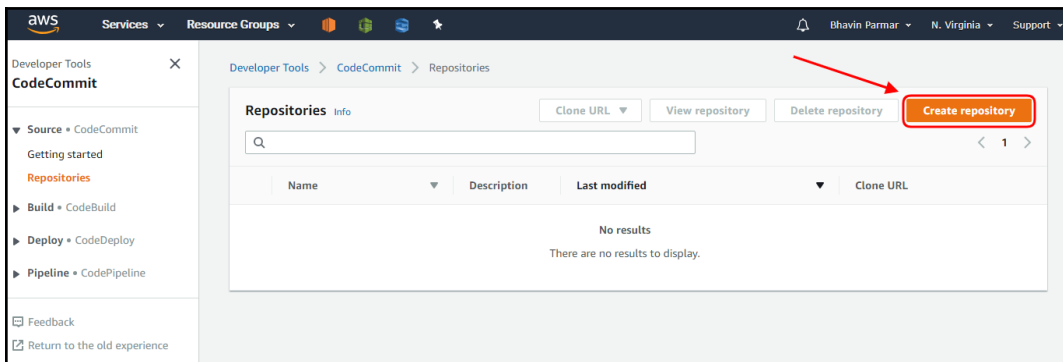 aws Services Resource Groups Bhavin Parmar N. Virginia Support
Developer Tools
CodeCommit
Source • CodeCommit
Getting started
Repositories
Build • CodeBuild
Deploy • CodeDeploy
Pipeline • CodePipeline
Feedback
Return to the old experience
Developer Tools > CodeCommit > Repositories
Repositories Info Clone URL View repository Delete repository Create repository
< 1 >
Name Description Last modified Clone URL
No results
There are no results to display.